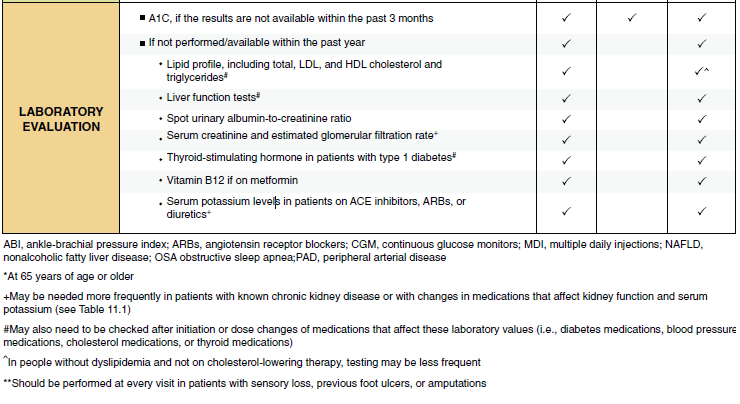 LABORATORY
EVALUATION
■ A1C, if the results are not available within the past 3 months ✓ ✓ ✓
■ If not performed/available within the past year ✓ ✓
• Lipid profile, including total, LDL, and HDL cholesterol and
triglycerides# ✓ ✓^
• Liver function tests# ✓ ✓
• Spot urinary albumin-to-creatinine ratio ✓ ✓
• Serum creatinine and estimated glomerular filtration rate+ ✓ ✓
• Thyroid-stimulating hormone in patients with type 1 diabetes# ✓ ✓
• Vitamin B12 if on metformin ✓ ✓
• Serum potassium levels in patients on ACE inhibitors, ARBs, or
diuretics+ ✓ ✓
ABI, ankle-brachial pressure index; ARBs, angiotensin receptor blockers; CGM, continuous glucose monitors; MDI, multiple daily injections; NAFLD,
nonalcoholic fatty liver disease; OSA obstructive sleep apnea;PAD, peripheral arterial disease
*At 65 years of age or older
+May be needed more frequently in patients with known chronic kidney disease or with changes in medications that affect kidney function and serum
potassium (see Table 11.1)
#May also need to be checked after initiation or dose changes of medications that affect these laboratory values (i.e., diabetes medications, blood pressure
medications, cholesterol medications, or thyroid medications)
^In people without dyslipidemia and not on cholesterol-lowering therapy, testing may be less frequent
**Should be performed at every visit in patients with sensory loss, previous foot ulcers, or amputations